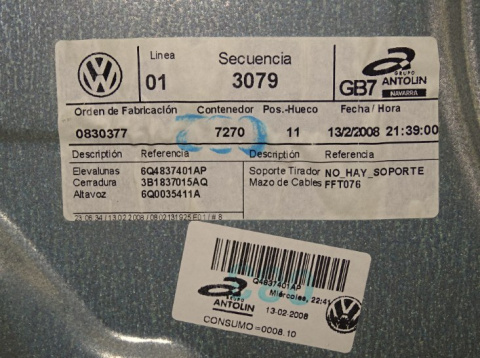 Linea Secuencia
01 3079 GB7 GRUPO ANTOLIN NAVARRA
Orden de Fabricación Contenedor Pos.-Hueco Fecha / Hora
0830377 7270 11 13/2/2008 21:39:00
Descripción Referencia Descripción Referencia
Elevalunas 6Q4837401AP Soporte Tirador NO_HAY_SOPORTE
Cerradura 3B1837015AQ Mazo de Cables FFT076
Altavoz 6Q0035411A
Q4837401AP
Miércoles, 22:41
GRUPO ANTOLIN 13-02-2008
CONSUMO=0008.10